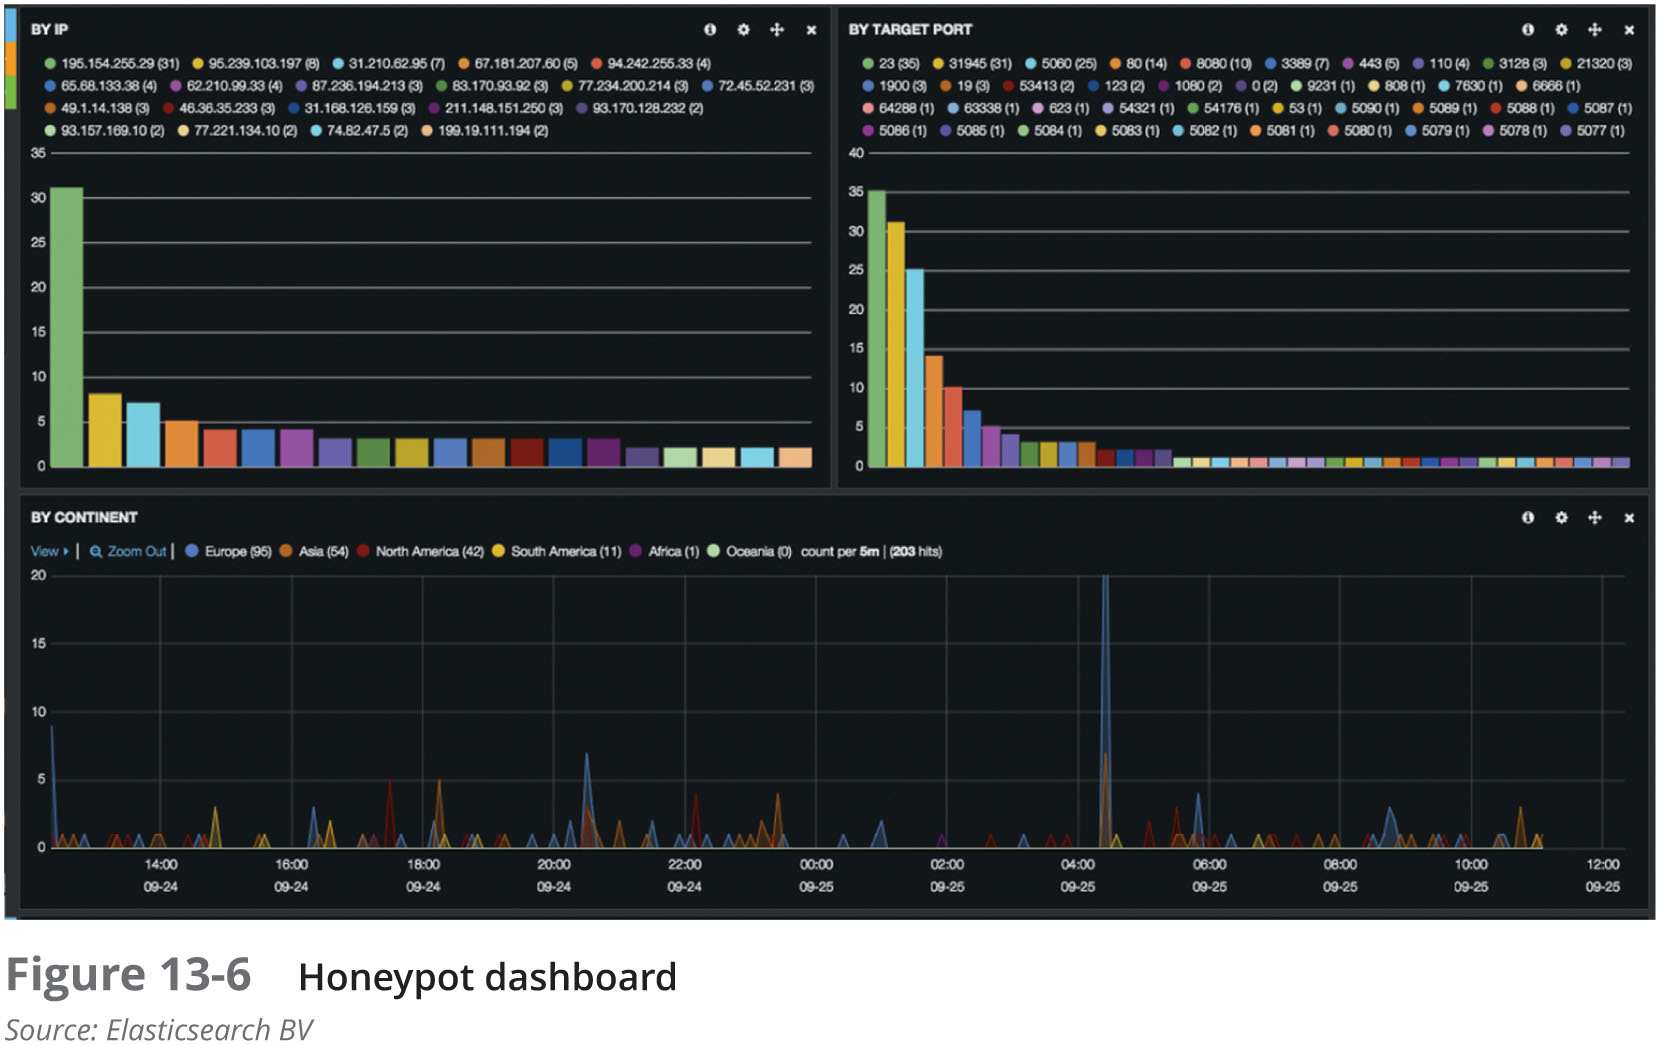 BY IP
195.154.255.29 (31) 95.239.103.197 (8) 31.210.62.95 (7) 67.181.207.60 (5) 94.242.255.33 (4)
65.68.133.38 (4) 62.210.99.33 (4) 87.236.194.213 (3) 83.170.93.92 (3) 77.234.200.214 (3) 72.45.52.231 (3)
49.1.14.138 (3) 46.36.35.233 (3) 31.168.126.159 (3) 211.148.151.250 (3) 93.170.128.232 (2)
93.157.169.10 (2) 77.221.134.10 (2) 74.82.47.5 (2) 199.19.111.194 (2)
35
30
25
20
15
10
5
0
BY TARGET PORT
23 (35) 31945 (31) 5060 (25) 80 (14) 8080 (10) 3389 (7) 443 (5) 110 (4) 3128 (3) 21320 (3)
1900 (3) 19 (3) 53413 (2) 123 (2) 1080 (2) 0 (2) 9231 (1) 808 (1) 7630 (1) 6666 (1)
64288 (1) 63338 (1) 623 (1) 54321 (1) 54176 (1) 53 (1) 5090 (1) 5089 (1) 5088 (1) 5087 (1)
5086 (1) 5085 (1) 5084 (1) 5083 (1) 5082 (1) 5081 (1) 5080 (1) 5079 (1) 5078 (1) 5077 (1)
40
35
30
25
20
15
10
5
0
BY CONTINENT
View | Zoom Out | Europe (95) Asia (54) North America (42) South America (11) Africa (1) Oceania (0) count per 5m | (203 hits)
20
15
10
5
0
14:00 16:00 18:00 20:00 22:00 00:00 02:00 04:00 06:00 08:00 10:00 12:00
09-24 09-24 09-24 09-24 09-24 09-25 09-25 09-25 09-25 09-25 09-25 09-25
Figure 13-6 Honeypot dashboard
Source: Elasticsearch BV